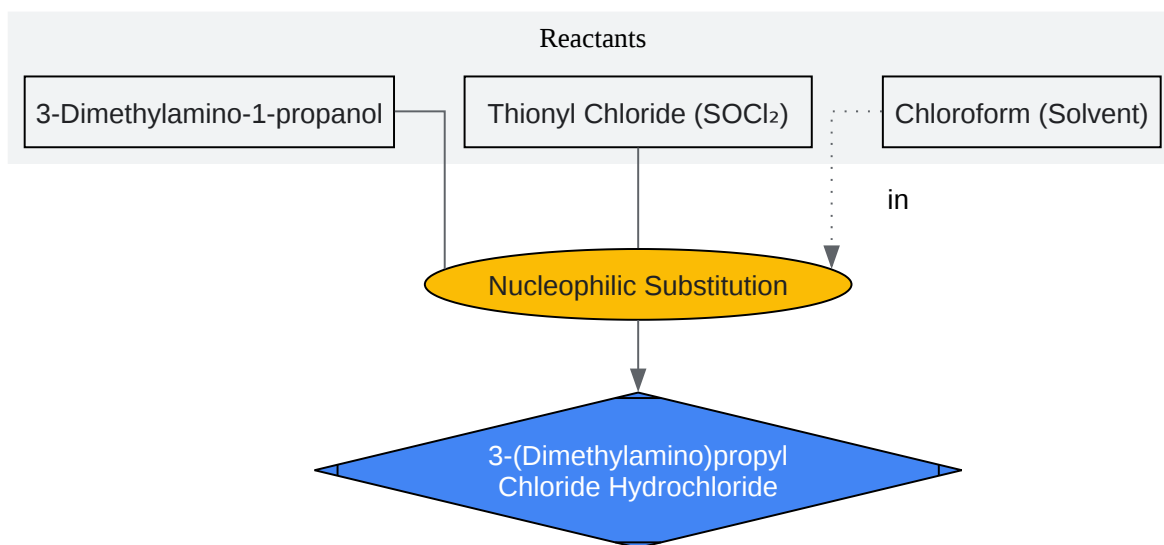 Reactants
3-Dimethylamino-1-propanol
Thionyl Chloride (SOCl₂)
Chloroform (Solvent)
in
Nucleophilic Substitution
3-(Dimethylamino)propyl
Chloride Hydrochloride